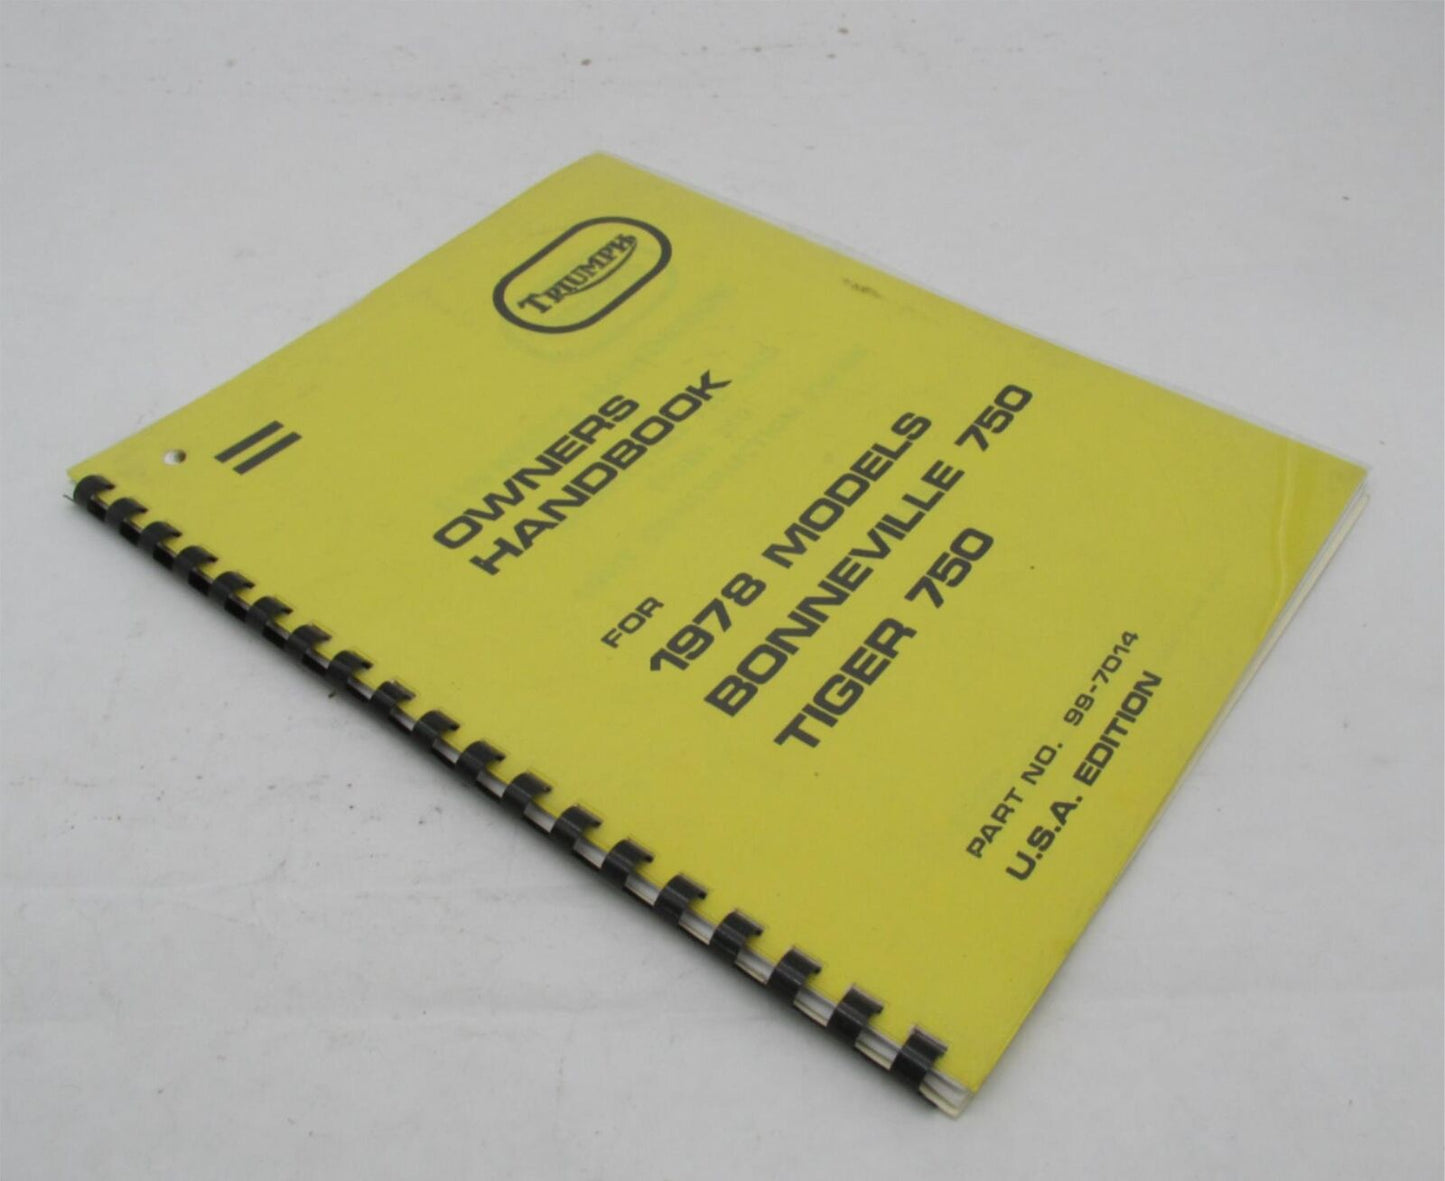 TRIUMPH
OWNERS
HANDBOOK
FOR
1978 MODELS
BONNEVILLE 750
TIGER 750
PART NO. 99-7014
U.S.A. EDITION